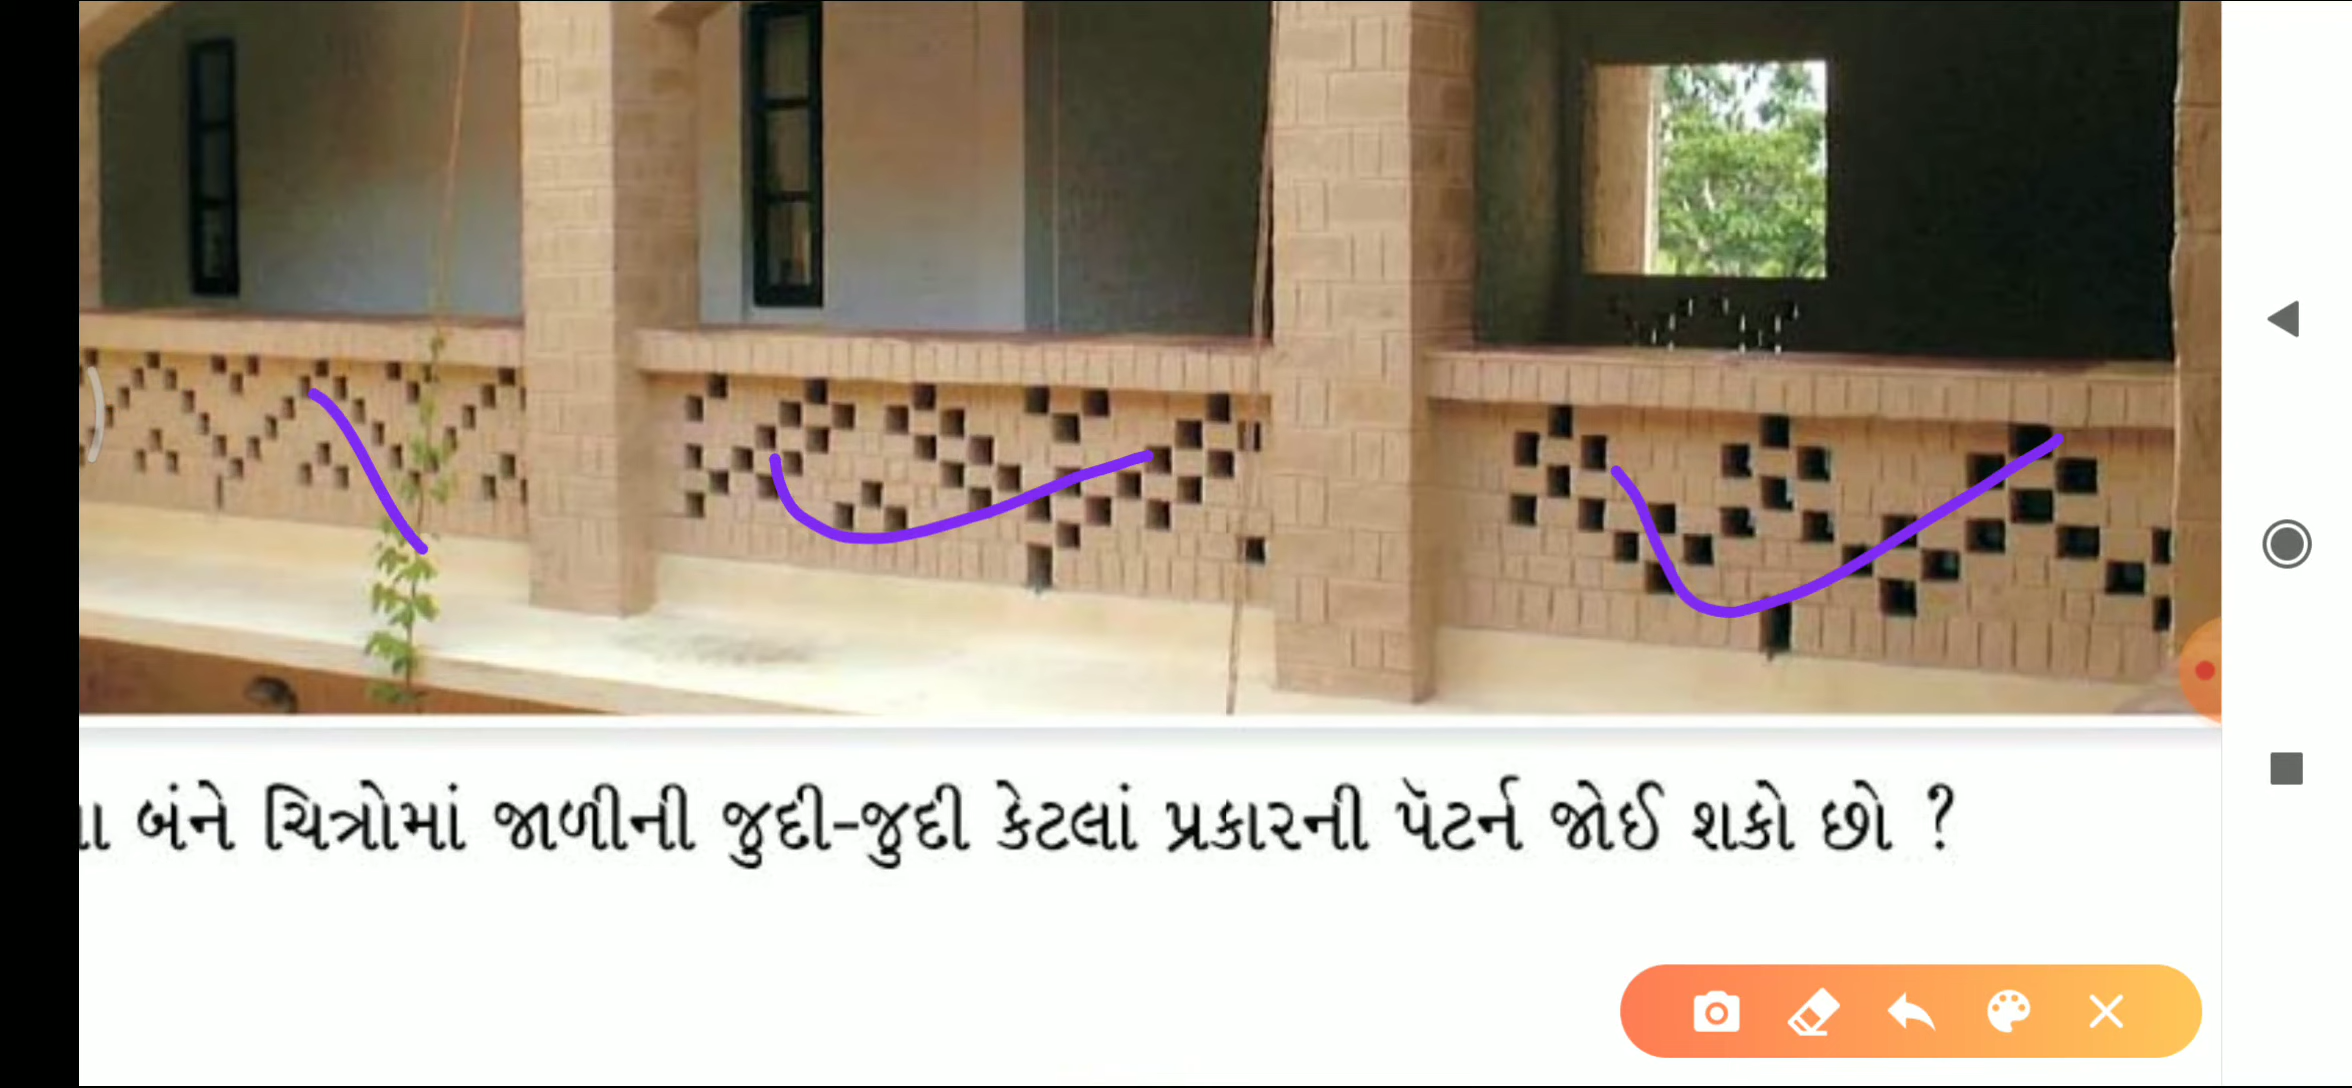 બંને ચિત્રોમાં જાળીની જુદી-જુદી કેટલાં પ્રકારની પૅટર્ન જોઈ શકો છો ?